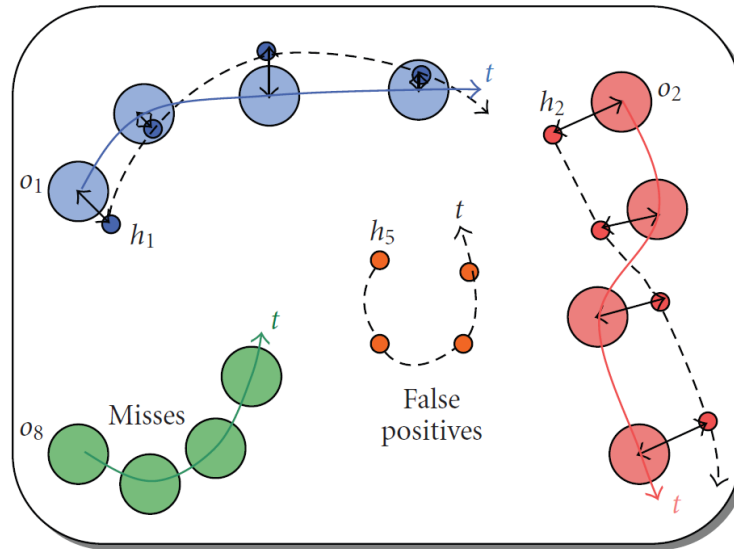 t
h₂
o₂
o₁
h₁
t
h₅
t
o₈
Misses
False
positives
t